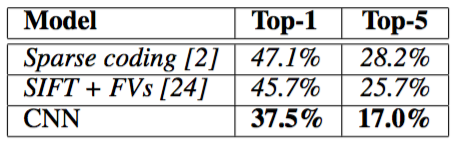 Model Top-1 Top-5
Sparse coding [2] 47.1% 28.2%
SIFT + FVs [24] 45.7% 25.7%
CNN 37.5% 17.0%